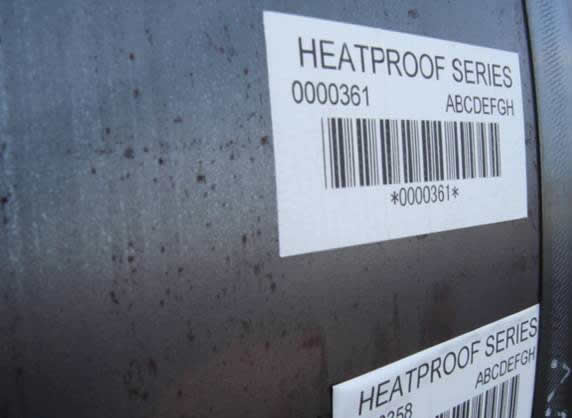 HEATPROOF SERIES
0000361 ABCDEFGH
*0000361*
HEATPROOF SERIES
ABCDEFGH